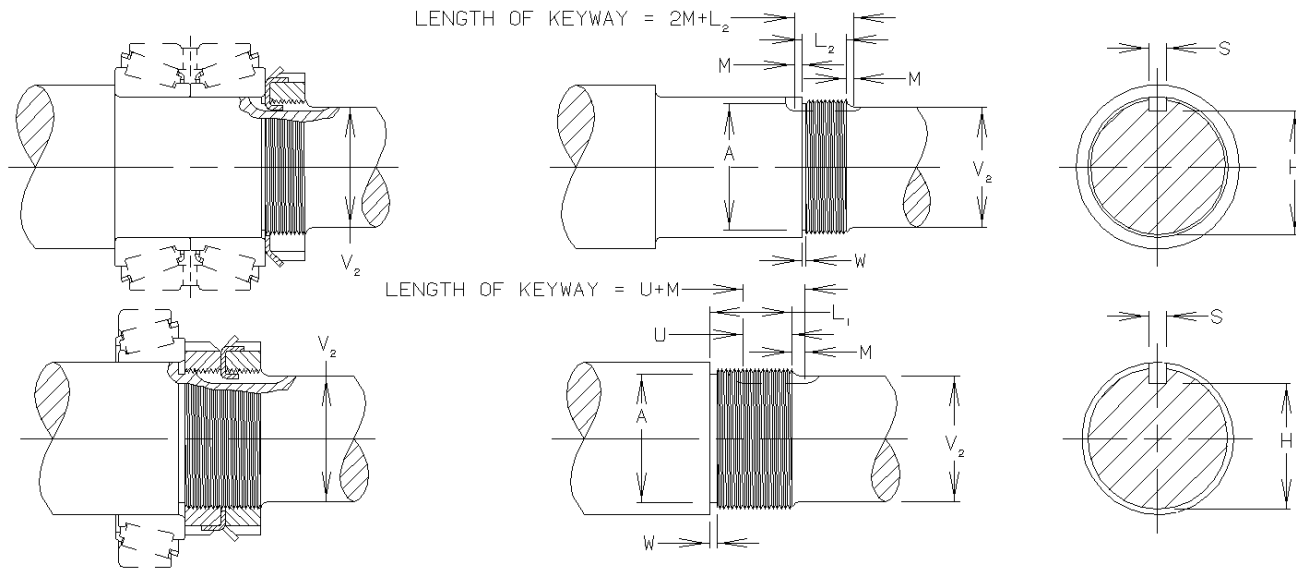 LENGTH OF KEYWAY = 2M+L₂
L₂
S
M
M
A
V₂
H
V₂
W
LENGTH OF KEYWAY = U+M
L₁
S
V₂
U
M
A
V₂
H
W